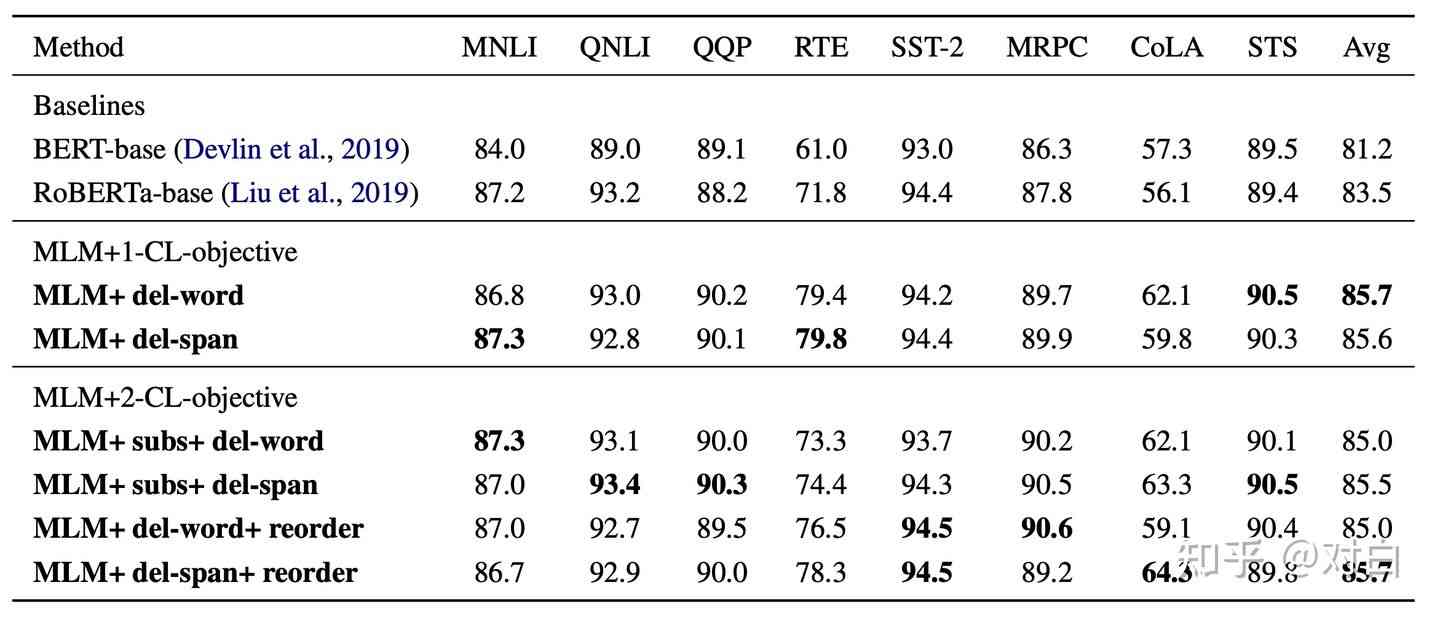 Method MNLI QNLI QQP RTE SST-2 MRPC CoLA STS Avg
Baselines
BERT-base (Devlin et al., 2019) 84.0 89.0 89.1 61.0 93.0 86.3 57.3 89.5 81.2
RoBERTa-base (Liu et al., 2019) 87.2 93.2 88.2 71.8 94.4 87.8 56.1 89.4 83.5
MLM+1-CL-objective
MLM+ del-word 86.8 93.0 90.2 79.4 94.2 89.7 62.1 90.5 85.7
MLM+ del-span 87.3 92.8 90.1 79.8 94.4 89.9 59.8 90.3 85.6
MLM+2-CL-objective
MLM+ subs+ del-word 87.3 93.1 90.0 73.3 93.7 90.2 62.1 90.1 85.0
MLM+ subs+ del-span 87.0 93.4 90.3 74.4 94.3 90.5 63.3 90.5 85.5
MLM+ del-word+ reorder 87.0 92.7 89.5 76.5 94.5 90.6 59.1 90.4 85.0
MLM+ del-span+ reorder 86.7 92.9 90.0 78.3 94.5 89.2 64.3 89.8 85.7
知乎 @对白